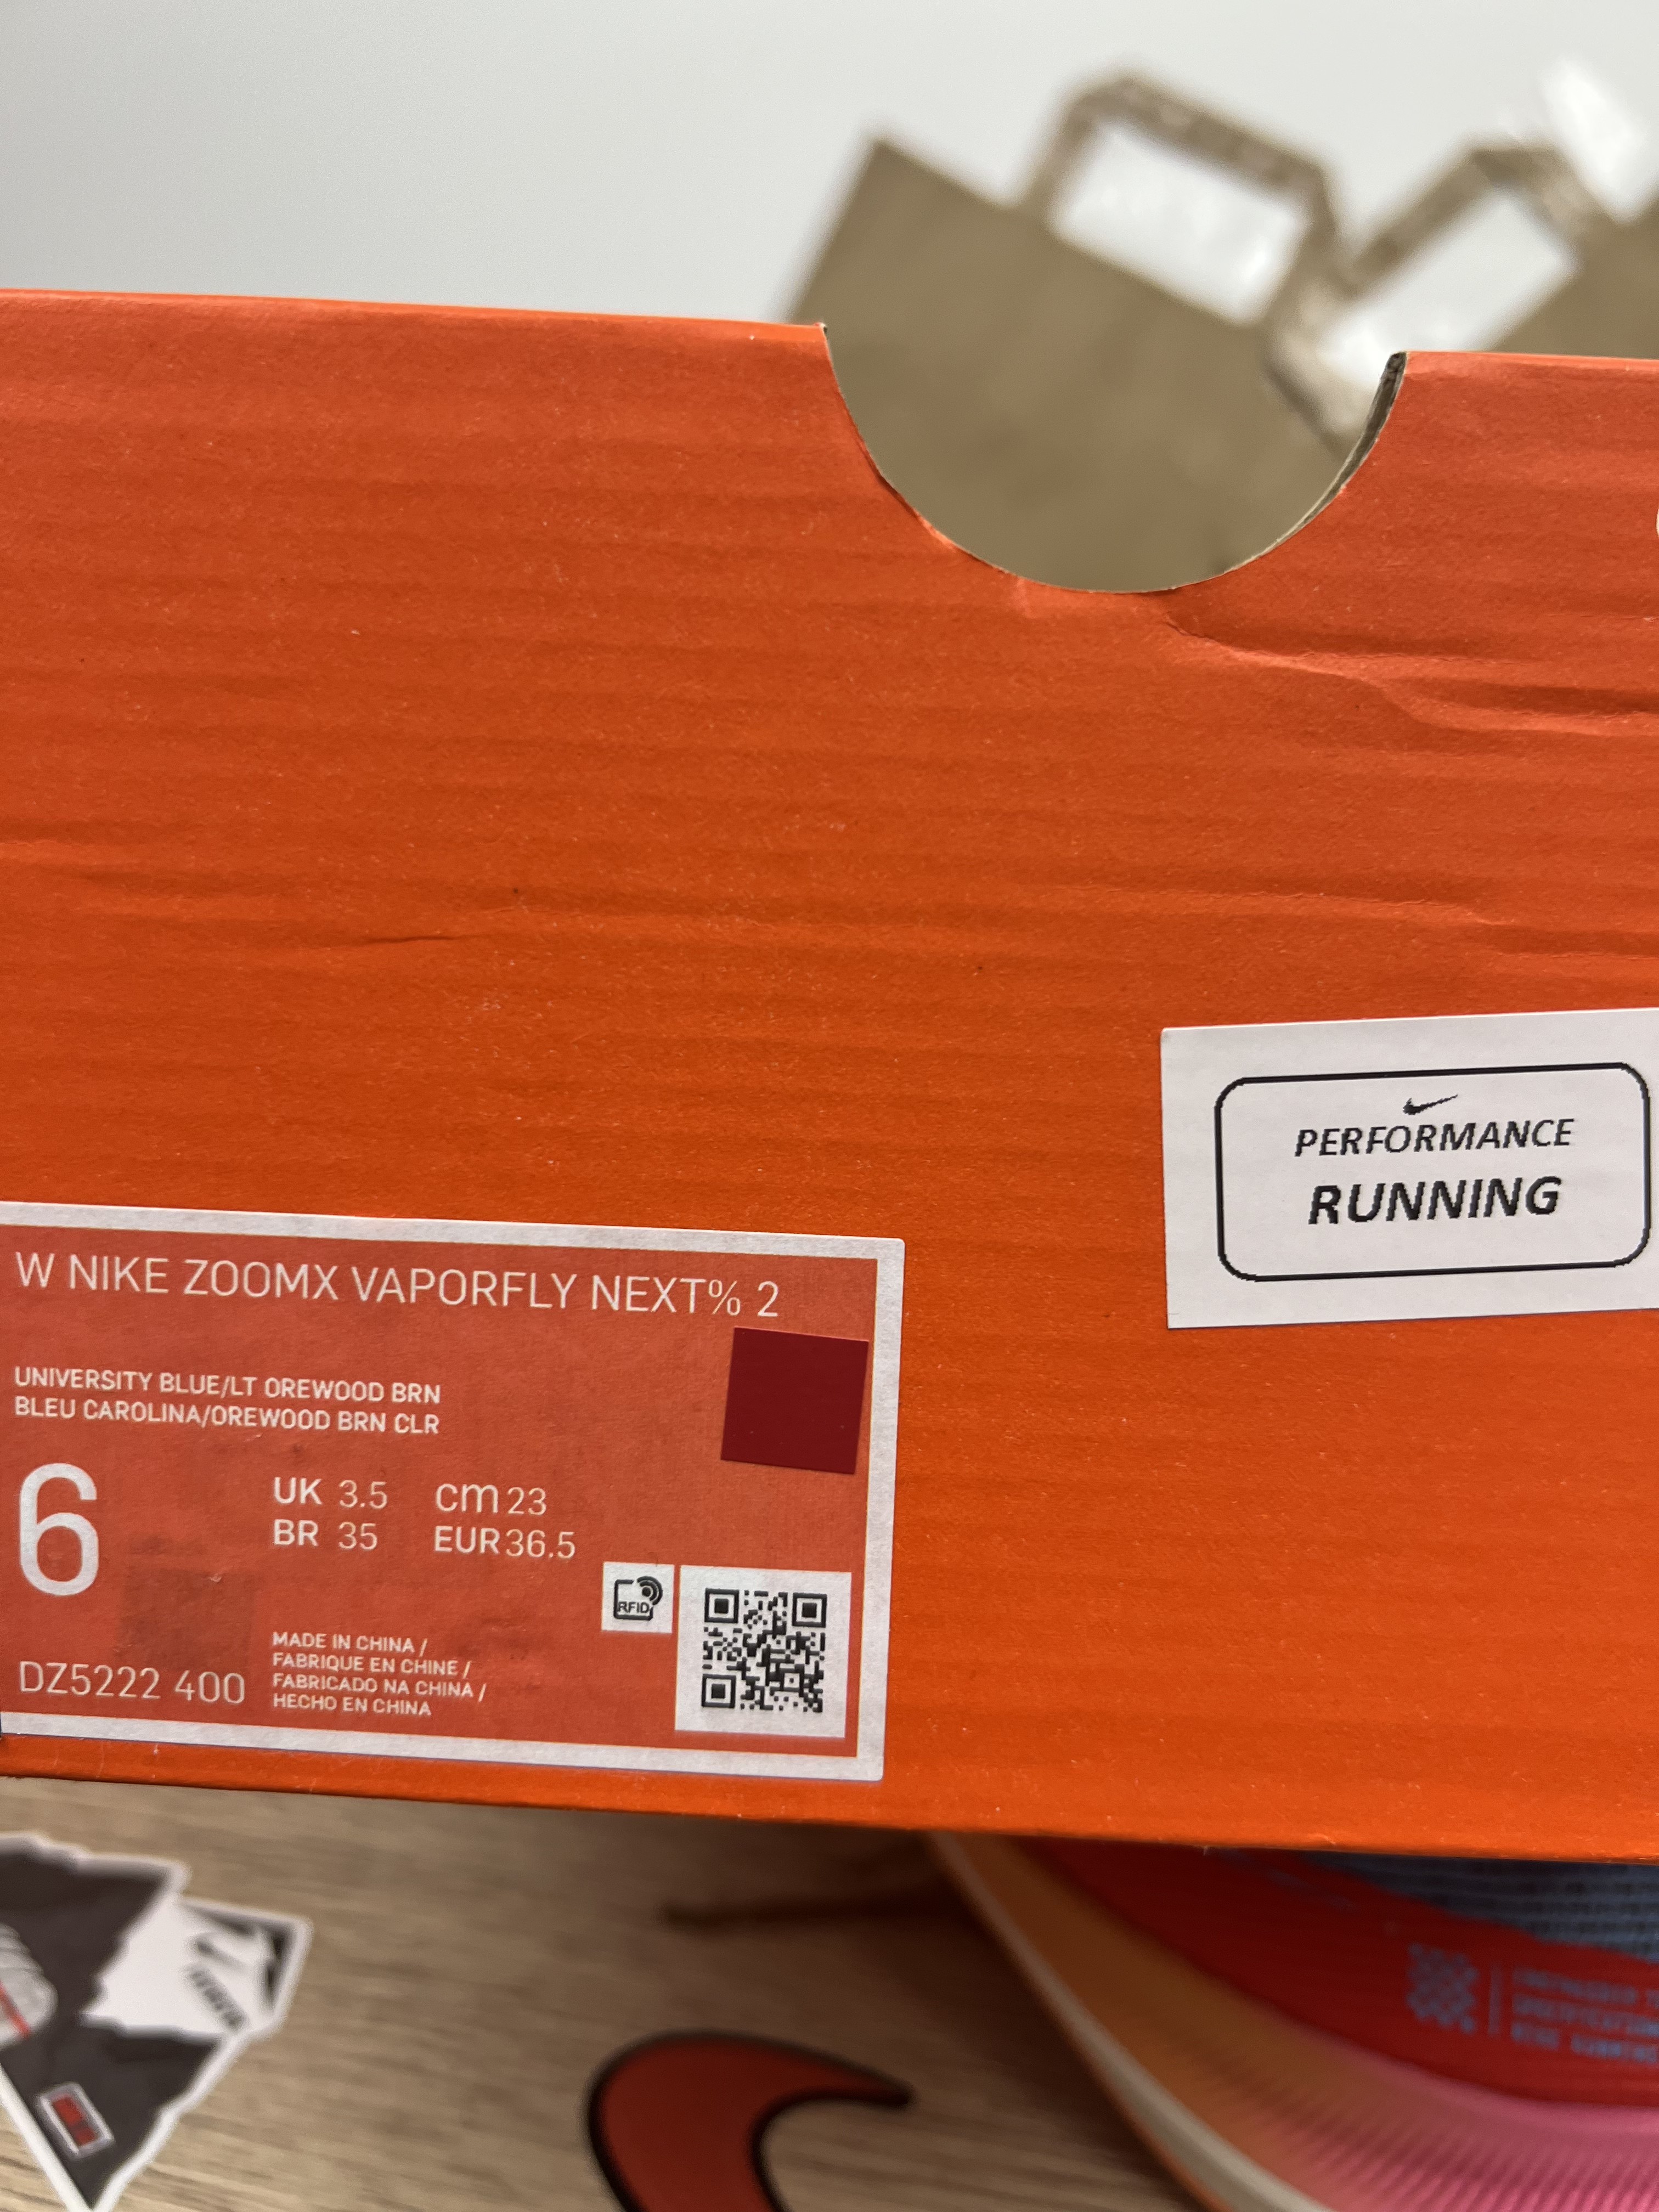 PERFORMANCE
RUNNING
W NIKE ZOOMX VAPORFLY NEXT% 2
UNIVERSITY BLUE/LT OREWOOD BRN
BLEU CAROLINA/OREWOOD BRN CLR
6
UK 3.5 cm 23
BR 35 EUR 36.5
RFID
MADE IN CHINA /
FABRIQUE EN CHINE /
FABRICADO NA CHINA /
HECHO EN CHINA
DZ5222 400